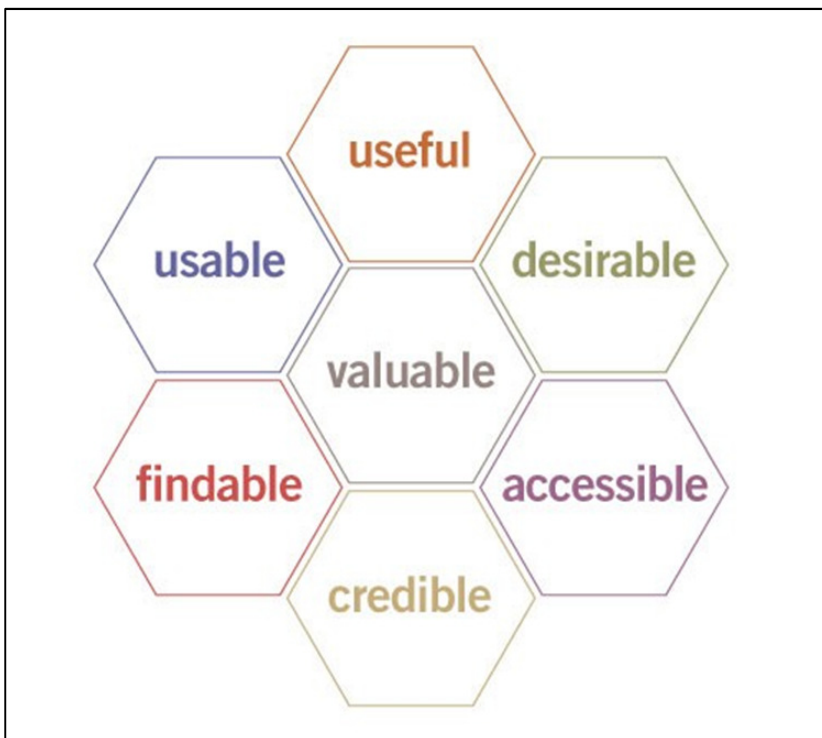 useful
usable
desirable
valuable
findable
accessible
credible